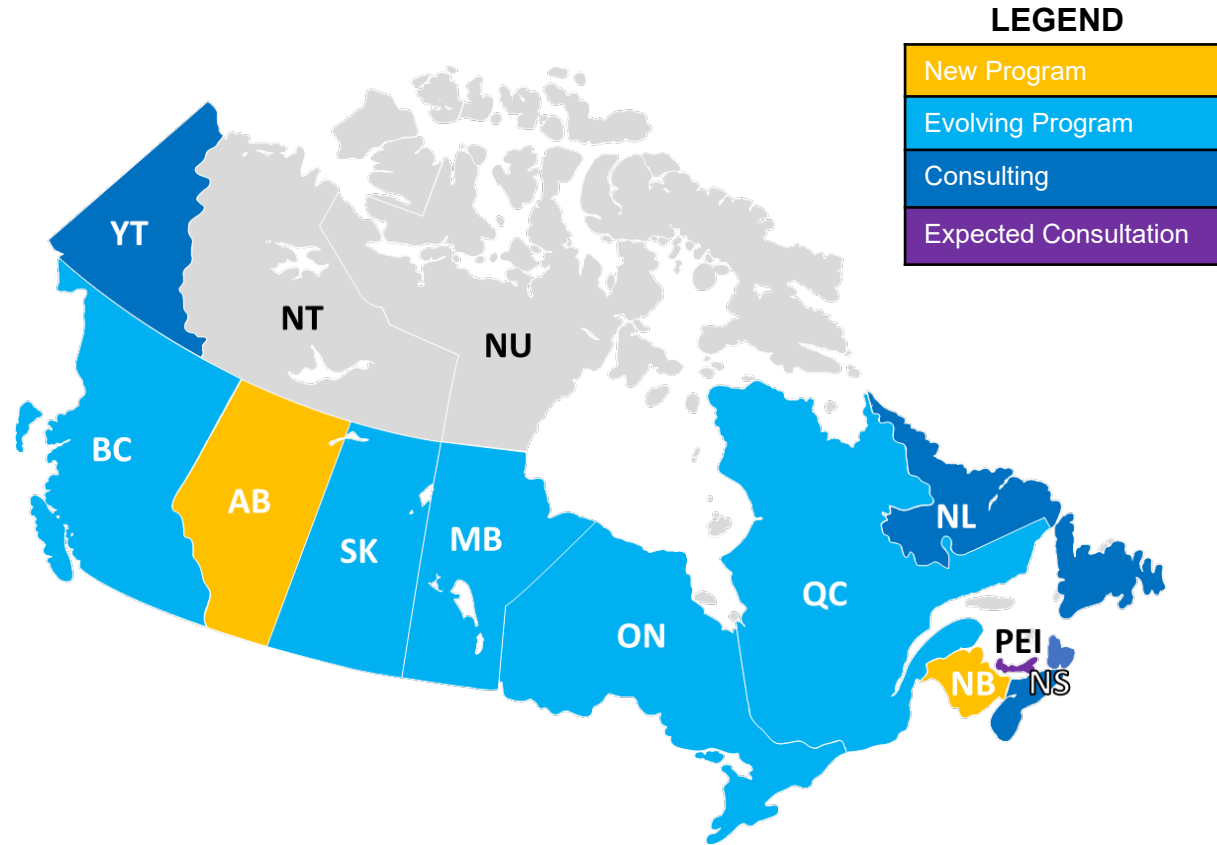 LEGEND
New Program
Evolving Program
Consulting
Expected Consultation
YT
NT
NU
BC
AB
SK
MB
ON
QC
NL
PEI
NB
NS